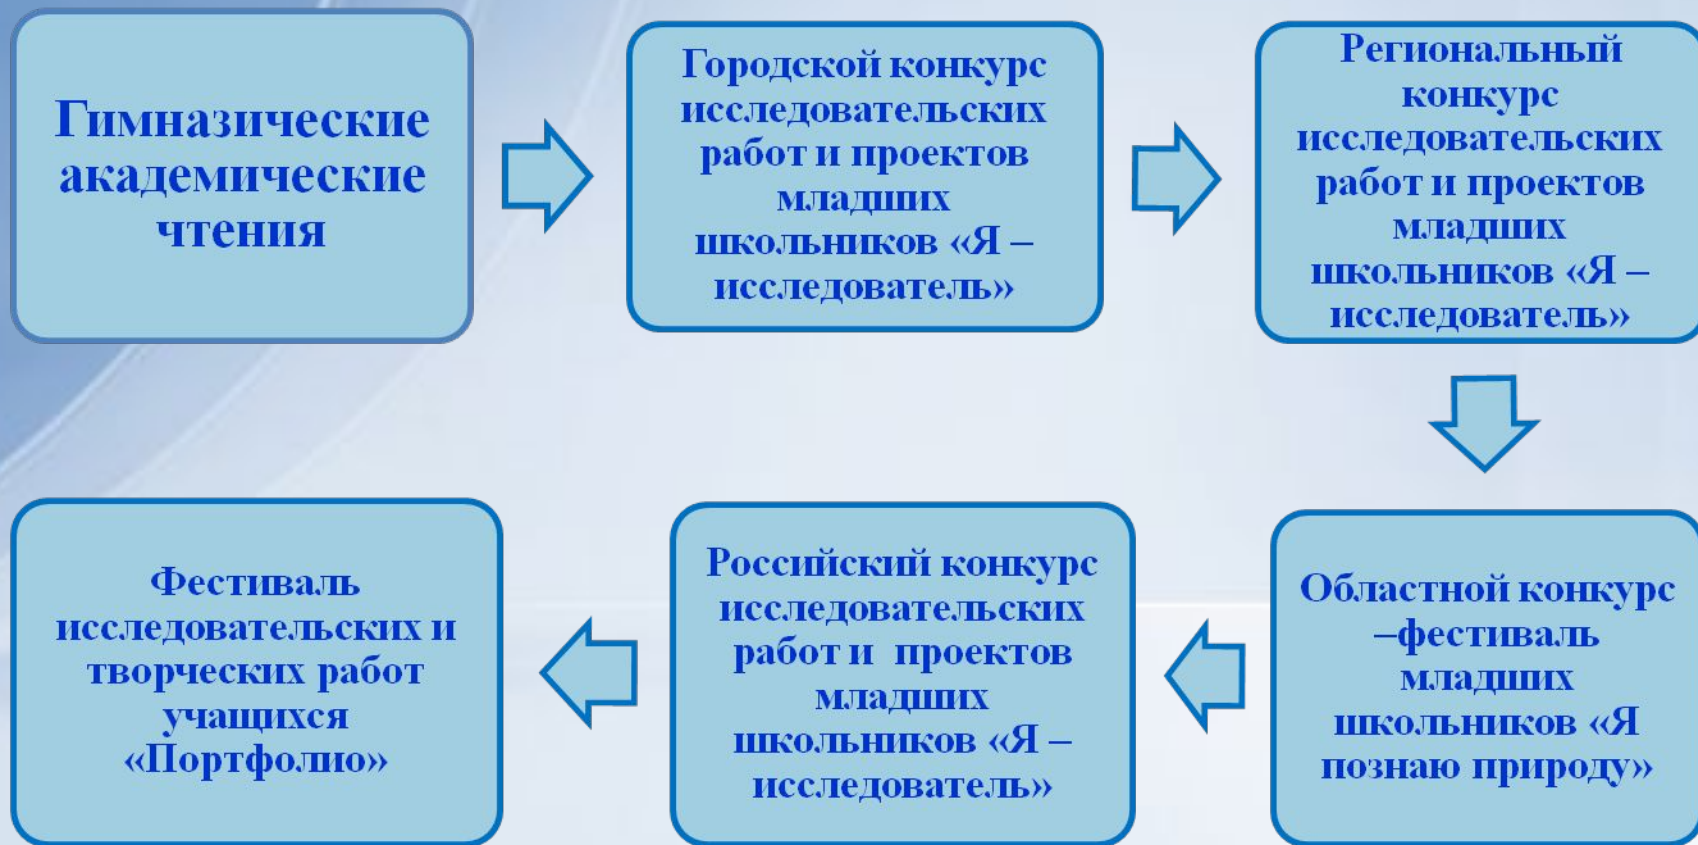 Гимназические
академические
чтения
Городской конкурс
исследовательских
работ и проектов
младших
школьников «Я –
исследователь»
Региональный
конкурс
исследовательских
работ и проектов
младших
школьников «Я –
исследователь»
Областной конкурс
–фестиваль
младших
школьников «Я
познаю природу»
Российский конкурс
исследовательских
работ и проектов
младших
школьников «Я –
исследователь»
Фестиваль
исследовательских и
творческих работ
учащихся
«Портфолио»